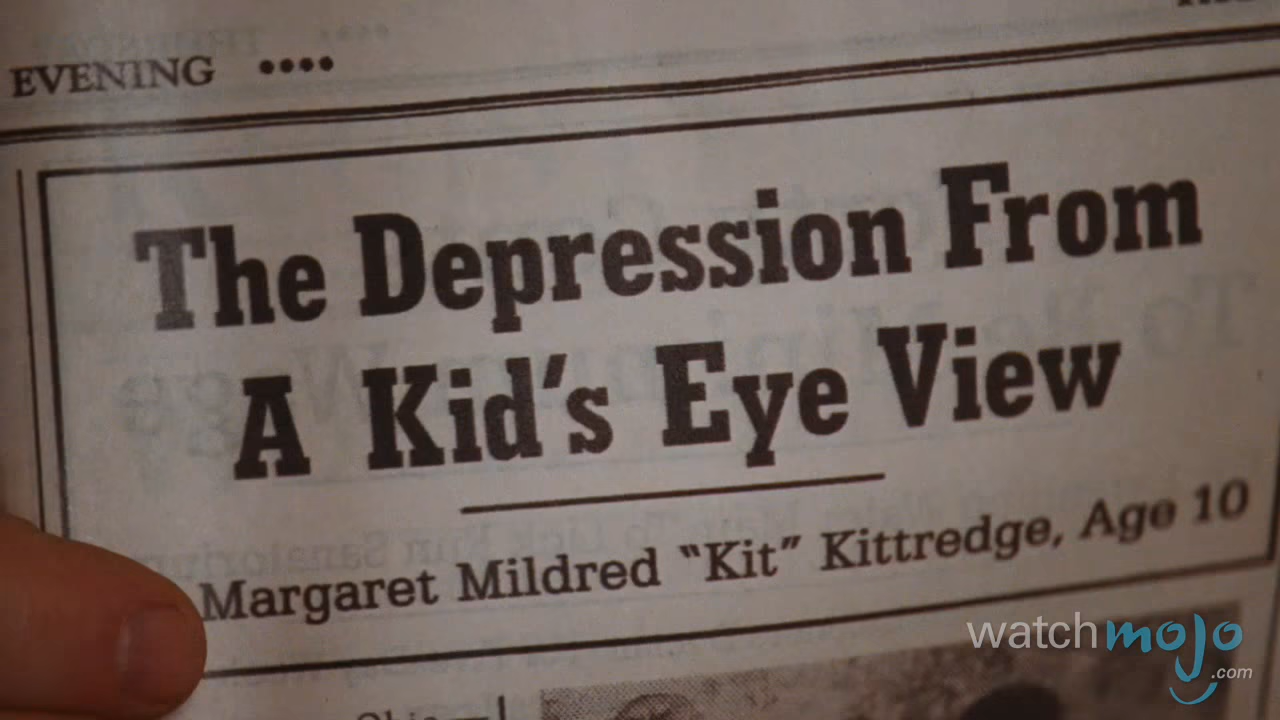 EVENING ••••
The Depression From
A Kid's Eye View
Margaret Mildred "Kit" Kittredge, Age 10
watchmojo
.com